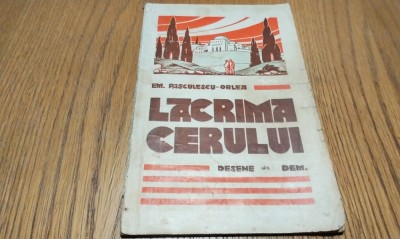 EM. PASCULESCU-ORLEA
LACRIMA
CERULUI
DESENE de DEM.